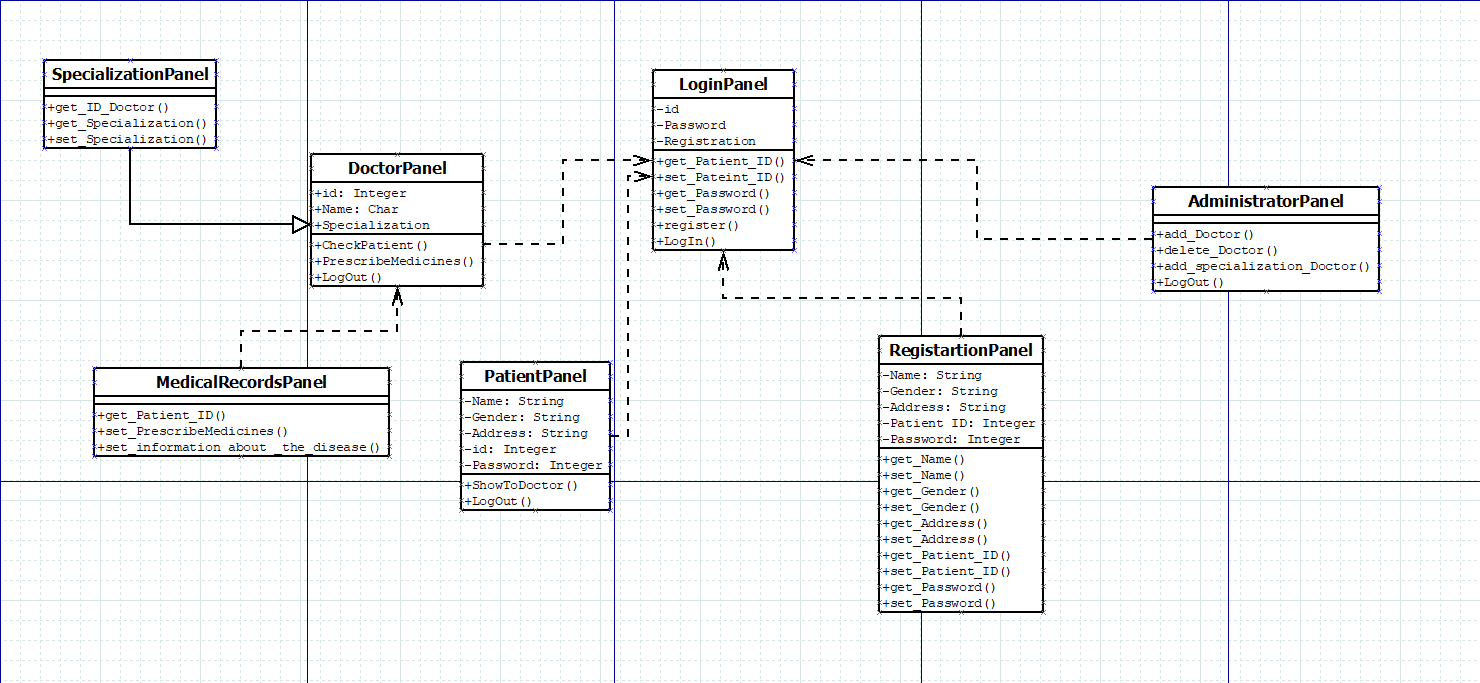 SpecializationPanel
+get_ID_Doctor()
+get_Specialization()
+set_Specialization()
DoctorPanel
+id: Integer
+Name: Char
+Specialization
+CheckPatient()
+PrescribeMedicines()
+LogOut()
LoginPanel
-id
-Password
-Registration
+get_Patient_ID()
+set_Pateint_ID()
+get_Password()
+set_Password()
+register()
+LogIn()
AdministratorPanel
+add_Doctor()
+delete_Doctor()
+add_specialization_Doctor()
+LogOut()
MedicalRecordsPanel
+get_Patient_ID()
+set_PrescribeMedicines()
+set_information about _the_disease()
PatientPanel
-Name: String
-Gender: String
-Address: String
-id: Integer
-Password: Integer
+ShowToDoctor()
+LogOut()
RegistartionPanel
-Name: String
-Gender: String
-Address: String
-Patient ID: Integer
-Password: Integer
+get_Name()
+set_Name()
+get_Gender()
+set_Gender()
+get_Address()
+set_Address()
+get_Patient_ID()
+set_Patient_ID()
+get_Password()
+set_Password()